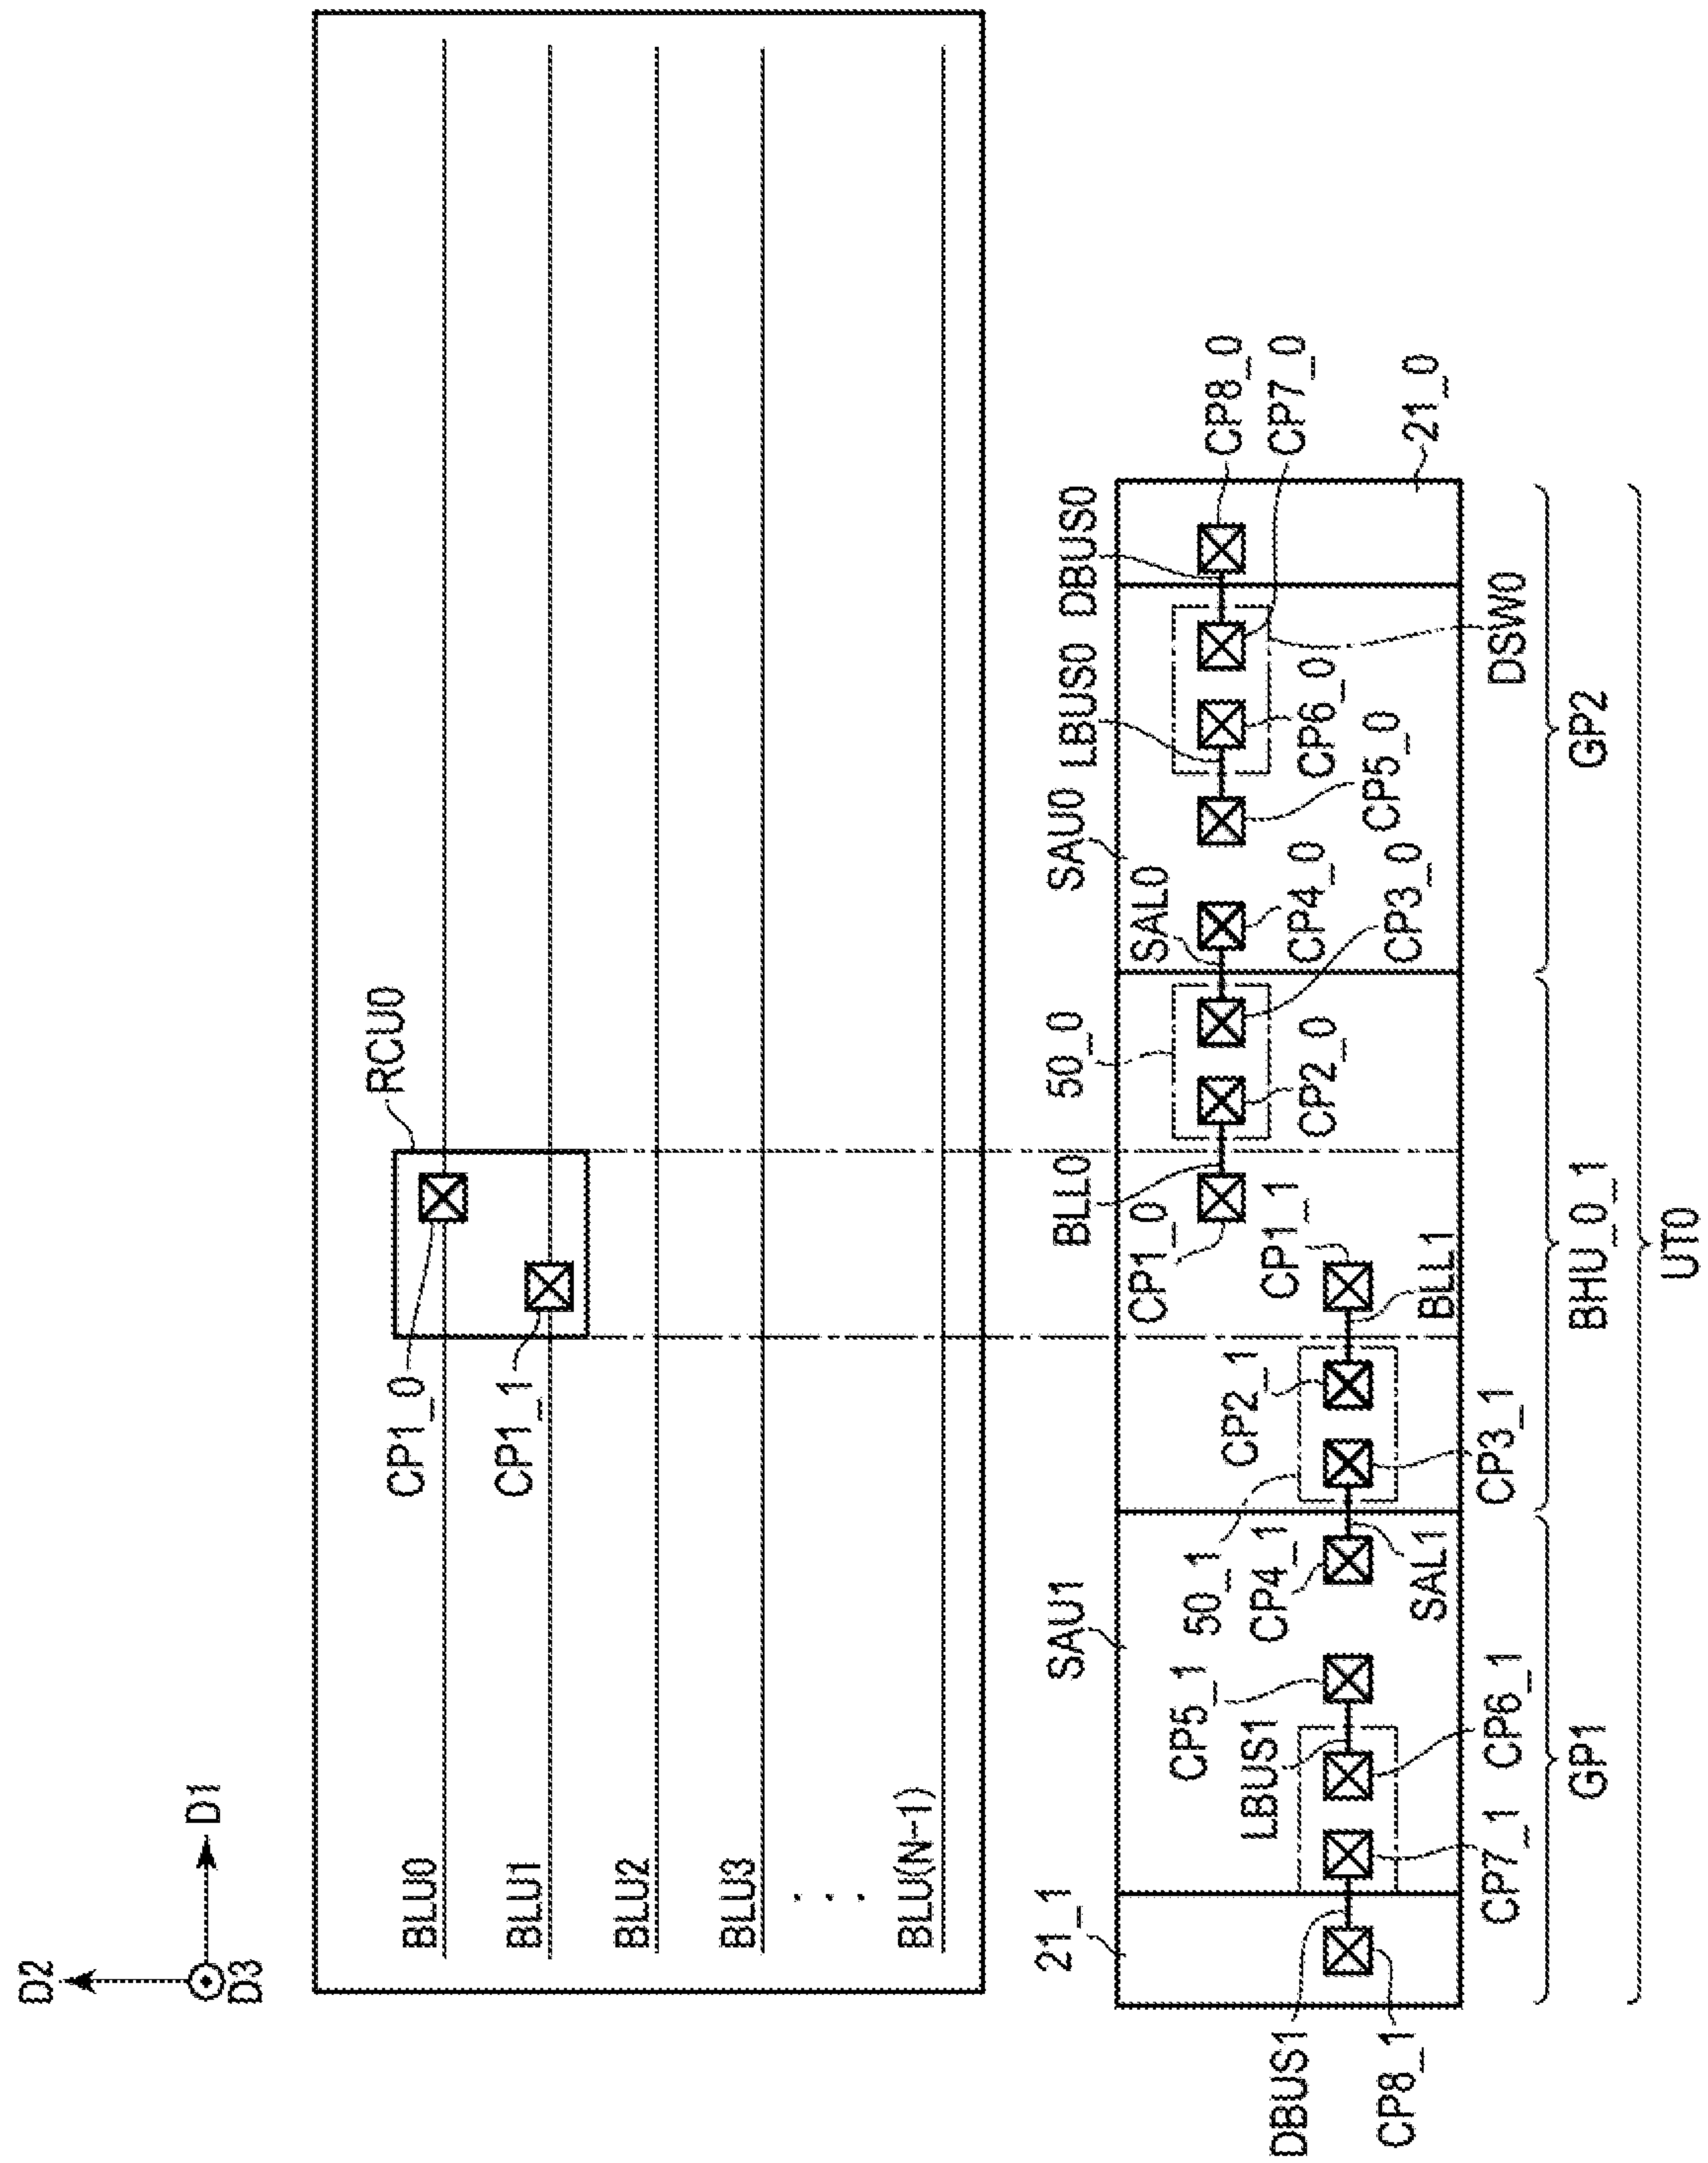 D2
D3
D1
BLU0
BLU1
BLU2
BLU3
. . .
BLU(N-1)
RCU0
CP1_0
CP1_1
21_1
SAU1
50_0
SAU0
LBUS0
DBUS0
CP8_0
CP7_0
21_0
BLL0
SAL0
CP1_0
CP1_1
CP2_0
CP4_0
CP3_0
CP5_0
CP6_0
DSW0
CP5_1
50_1
CP4_1
CP2_1
BLL1
LBUS1
SAL1
DBUS1
CP8_1
CP7_1
CP6_1
CP3_1
GP1
BHU_0_1
GP2
UT0